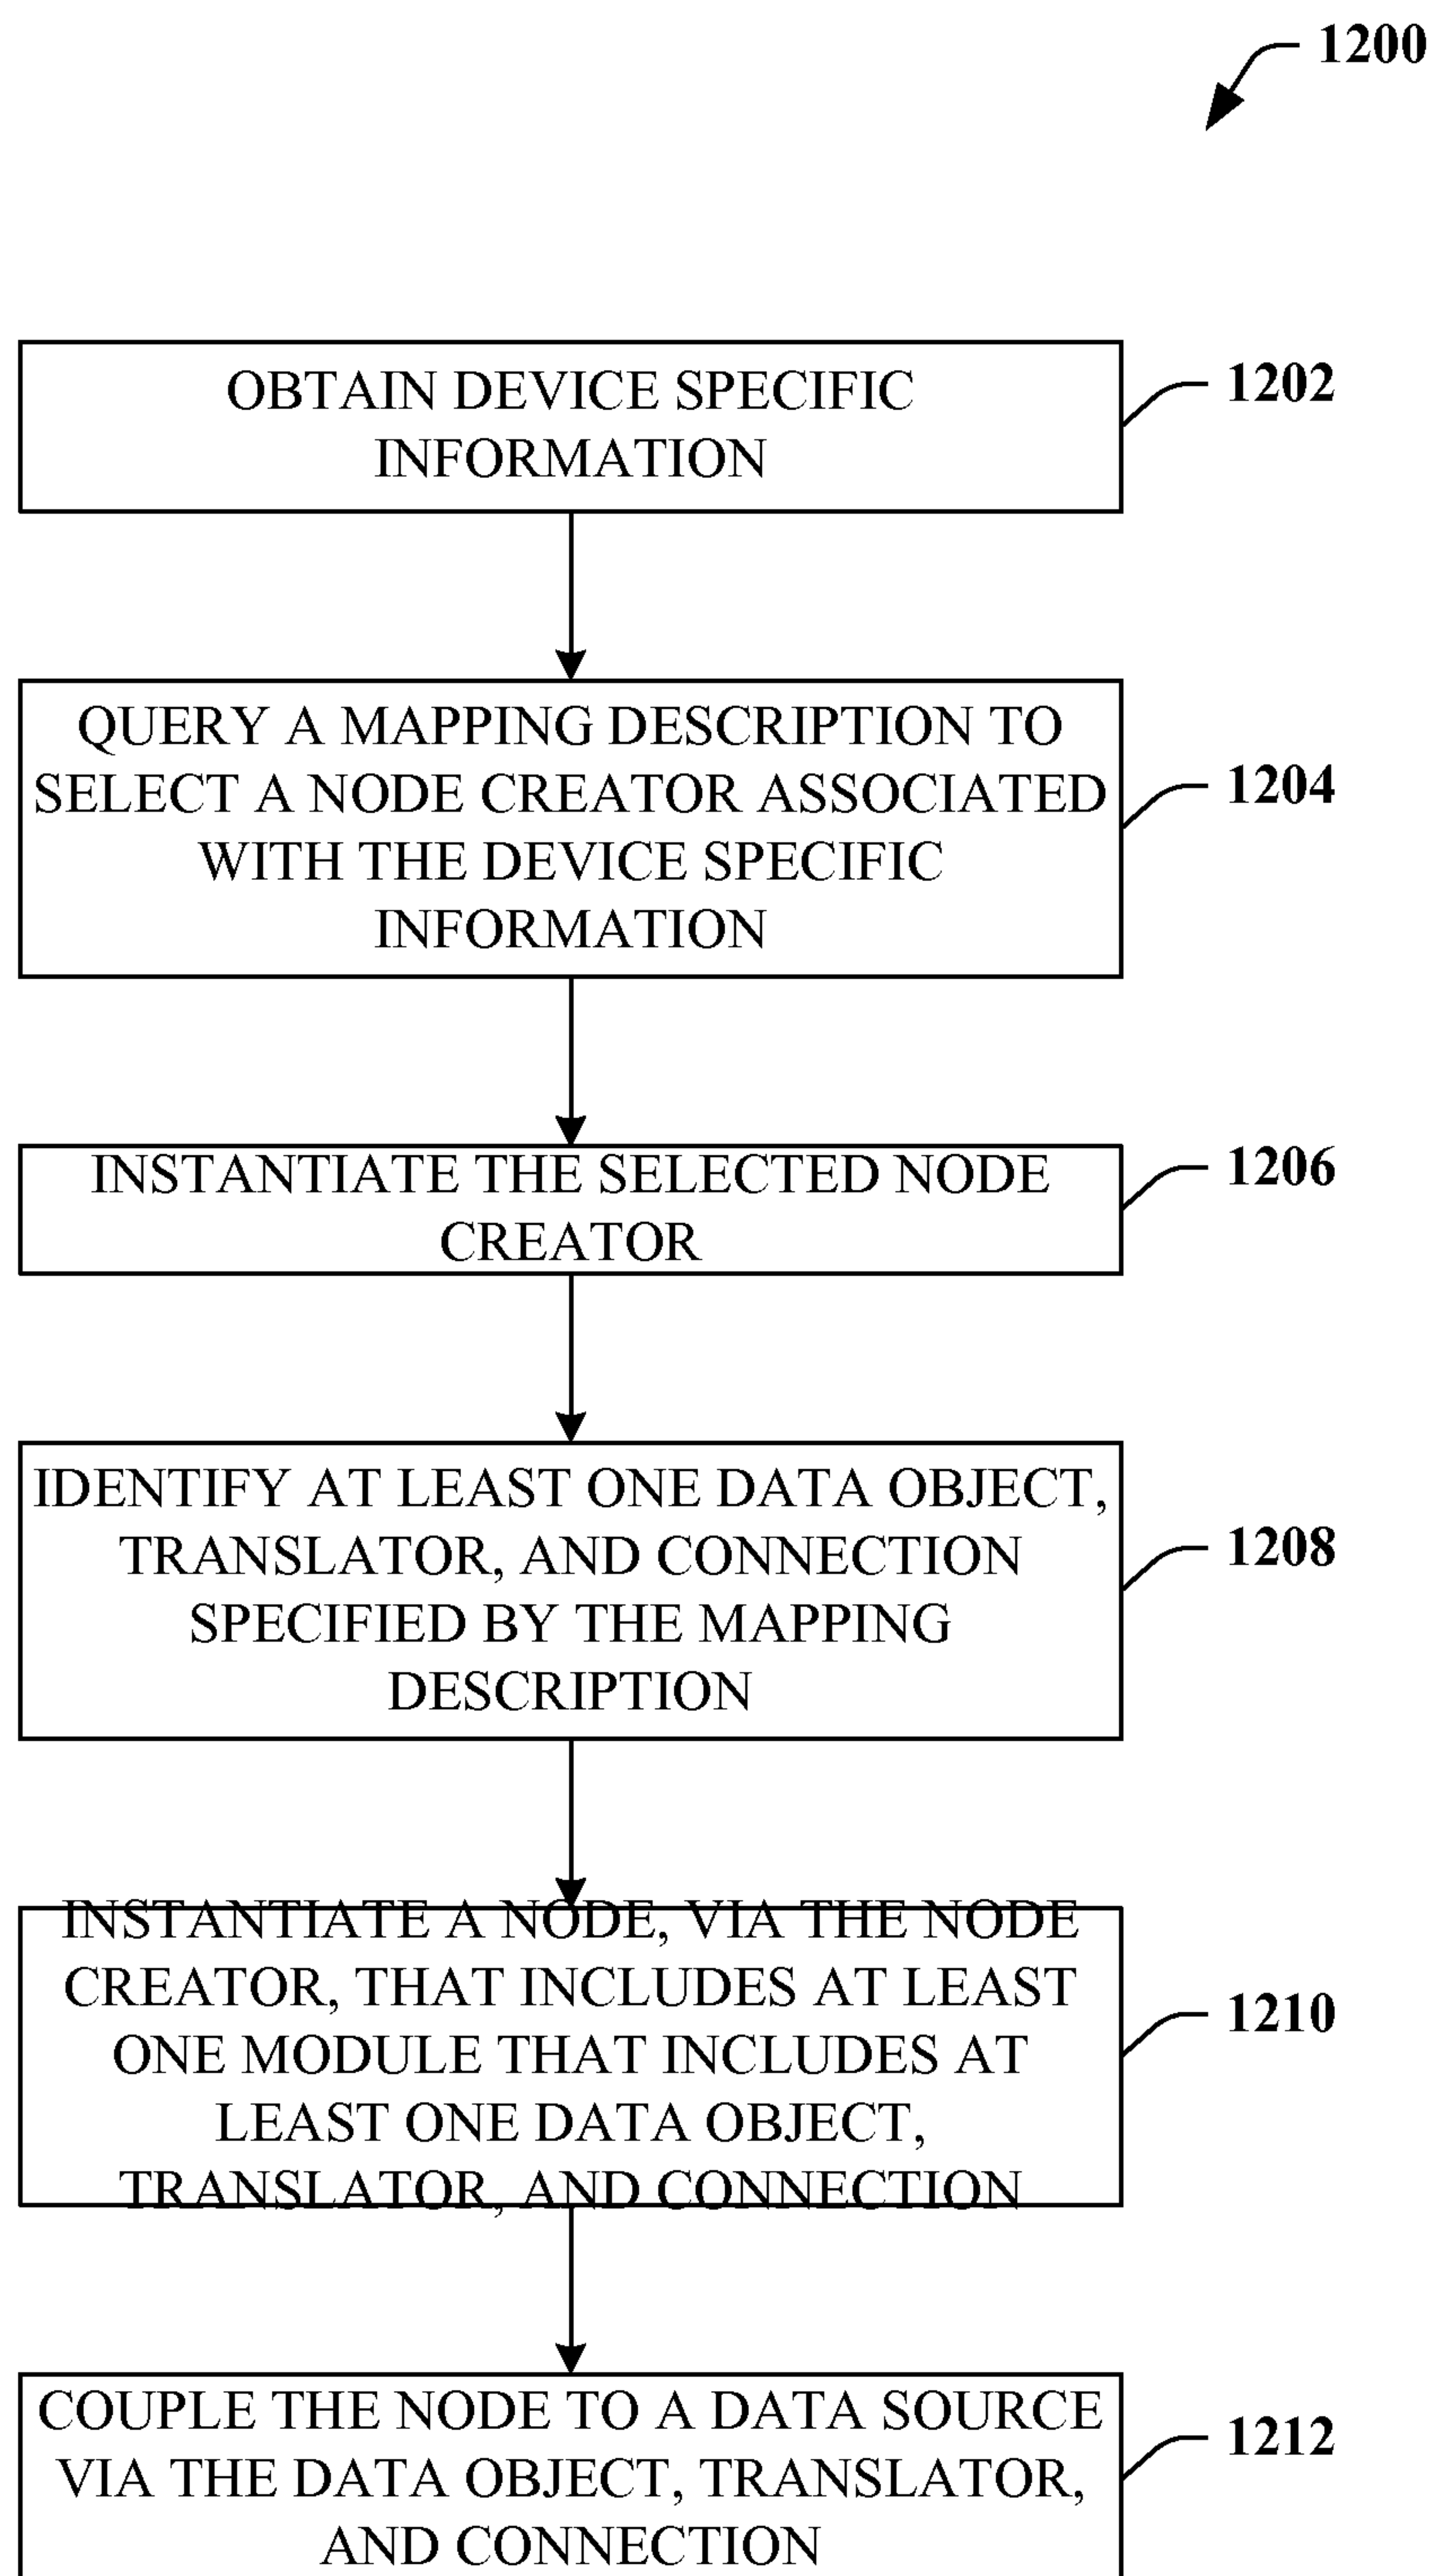 1200
OBTAIN DEVICE SPECIFIC
INFORMATION
1202
QUERY A MAPPING DESCRIPTION TO
SELECT A NODE CREATOR ASSOCIATED
WITH THE DEVICE SPECIFIC
INFORMATION
1204
INSTANTIATE THE SELECTED NODE
CREATOR
1206
IDENTIFY AT LEAST ONE DATA OBJECT,
TRANSLATOR, AND CONNECTION
SPECIFIED BY THE MAPPING
DESCRIPTION
1208
INSTANTIATE A NODE, VIA THE NODE
CREATOR, THAT INCLUDES AT LEAST
ONE MODULE THAT INCLUDES AT
LEAST ONE DATA OBJECT,
TRANSLATOR, AND CONNECTION
1210
COUPLE THE NODE TO A DATA SOURCE
VIA THE DATA OBJECT, TRANSLATOR,
AND CONNECTION
1212